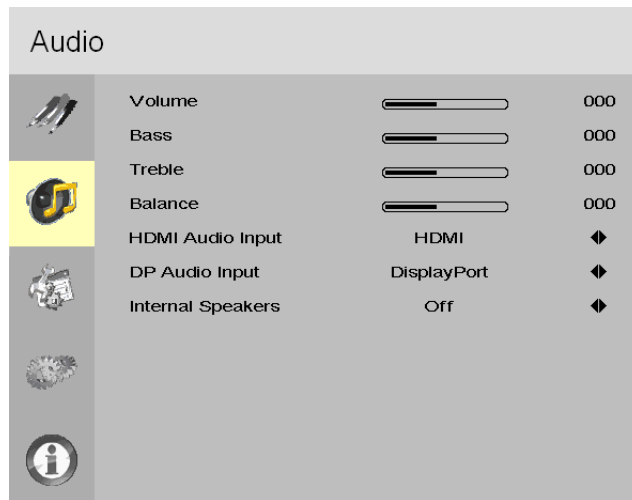 Audio
Volume 000
Bass 000
Treble 000
Balance 000
HDMI Audio Input HDMI
DP Audio Input DisplayPort
Internal Speakers Off